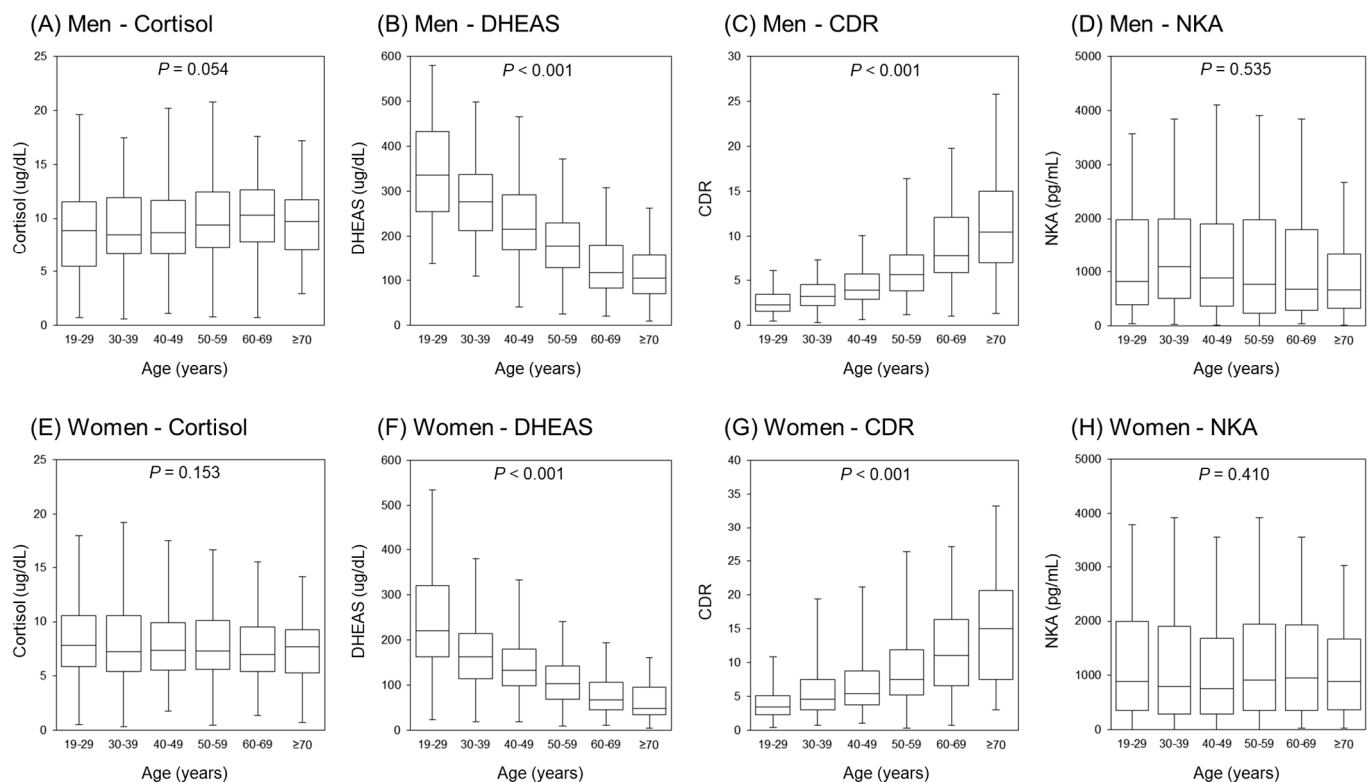 (A) Men - Cortisol
P = 0.054
25
20
15
10
5
0
Cortisol (ug/dL)
19-29 30-39 40-49 50-59 60-69 ≥70
Age (years)
(B) Men - DHEAS
P < 0.001
600
500
400
300
200
100
0
DHEAS (ug/dL)
19-29 30-39 40-49 50-59 60-69 ≥70
Age (years)
(C) Men - CDR
P < 0.001
30
25
20
15
10
5
0
CDR
19-29 30-39 40-49 50-59 60-69 ≥70
Age (years)
(D) Men - NKA
P = 0.535
5000
4000
3000
2000
1000
0
NKA (pg/mL)
19-29 30-39 40-49 50-59 60-69 ≥70
Age (years)
(E) Women - Cortisol
P = 0.153
25
20
15
10
5
0
Cortisol (ug/dL)
19-29 30-39 40-49 50-59 60-69 ≥70
Age (years)
(F) Women - DHEAS
P < 0.001
600
500
400
300
200
100
0
DHEAS (ug/dL)
19-29 30-39 40-49 50-59 60-69 ≥70
Age (years)
(G) Women - CDR
P < 0.001
40
35
30
25
20
15
10
5
0
CDR
19-29 30-39 40-49 50-59 60-69 ≥70
Age (years)
(H) Women - NKA
P = 0.410
5000
4000
3000
2000
1000
0
NKA (pg/mL)
19-29 30-39 40-49 50-59 60-69 ≥70
Age (years)